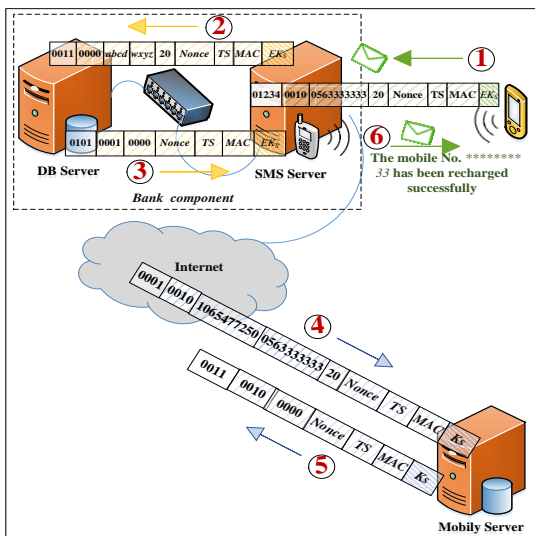 2
1
0011 0000 abcd wxyz 20 Nonce TS MAC EKS
01234 0010 0563333333 20 Nonce TS MAC EKS
6
0101 0001 0000 Nonce TS MAC EKS
3
DB Server
SMS Server
The mobile No. ********
33 has been recharged
successfully
Bank component
Internet
0001 0010 1065477250 0563333333 20 Nonce TS MAC Ks
4
0011 0010 0000 Nonce TS MAC Ks
5
Mobily Server